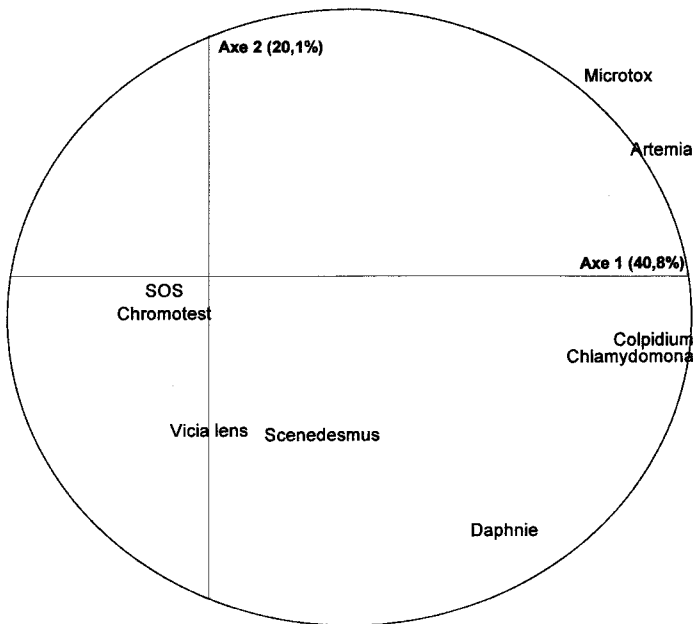 Axe 2 (20,1%)
Microtox
Artemia
Axe 1 (40,8%)
SOS
Chromotest
Colpidium
Chlamydomona
Vicia lens
Scenedesmus
Daphnie